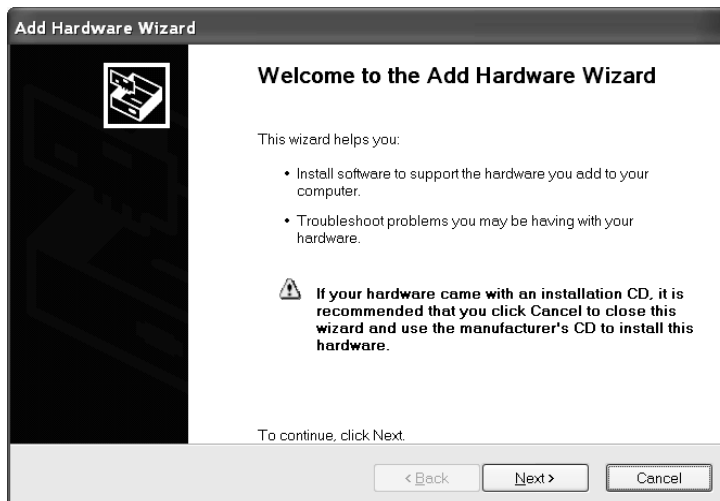 Add Hardware Wizard
Welcome to the Add Hardware Wizard
This wizard helps you:
• Install software to support the hardware you add to your
computer.
• Troubleshoot problems you may be having with your
hardware.
If your hardware came with an installation CD, it is
recommended that you click Cancel to close this
wizard and use the manufacturer's CD to install this
hardware.
To continue, click Next.
< Back Next > Cancel